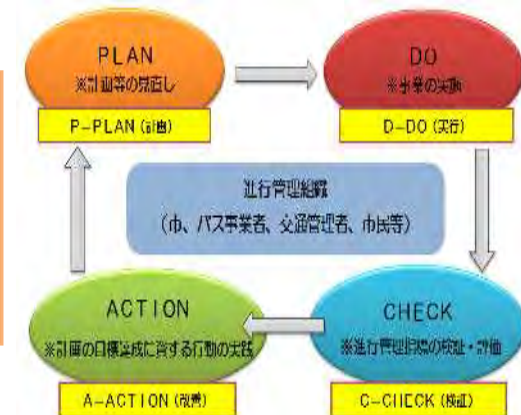 PLAN
※計画等の見直し
P-PLAN(計画)
DO
※事業の実動
D-DO(実行)
進行管理組織
(市、バス事業者、交通管理者、市民等)
ACTION
※計画の目標達成に資する行動の実践
A-ACTION(改善)
CHECK
※進行管理指標の検証・評価
C-CHECK(検証)